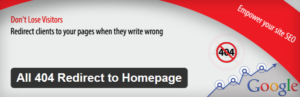 Don't Lose Visitors
Redirect clients to your pages when they write wrong
Empower your site SEO
404
All 404 Redirect to Homepage
Google